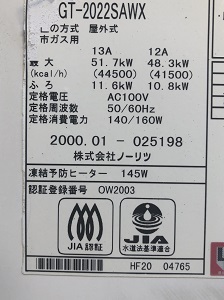 GT-2022SAWX
の方式 屋外式
市ガス用
13A 12A
最大 51.7kW 48.3kW
(kcal/h) (44500) (41500)
ふろ 11.6kW 10.8kW
定格電圧 AC100V
定格周波数 50/60Hz
定格消費電力 140/160W
2000.01 - 025198
株式会社ノーリツ
凍結予防ヒーター 145W
認証登録番号 OW2003
JIA 認証
JIA
水道法基準適合
HF20 04765